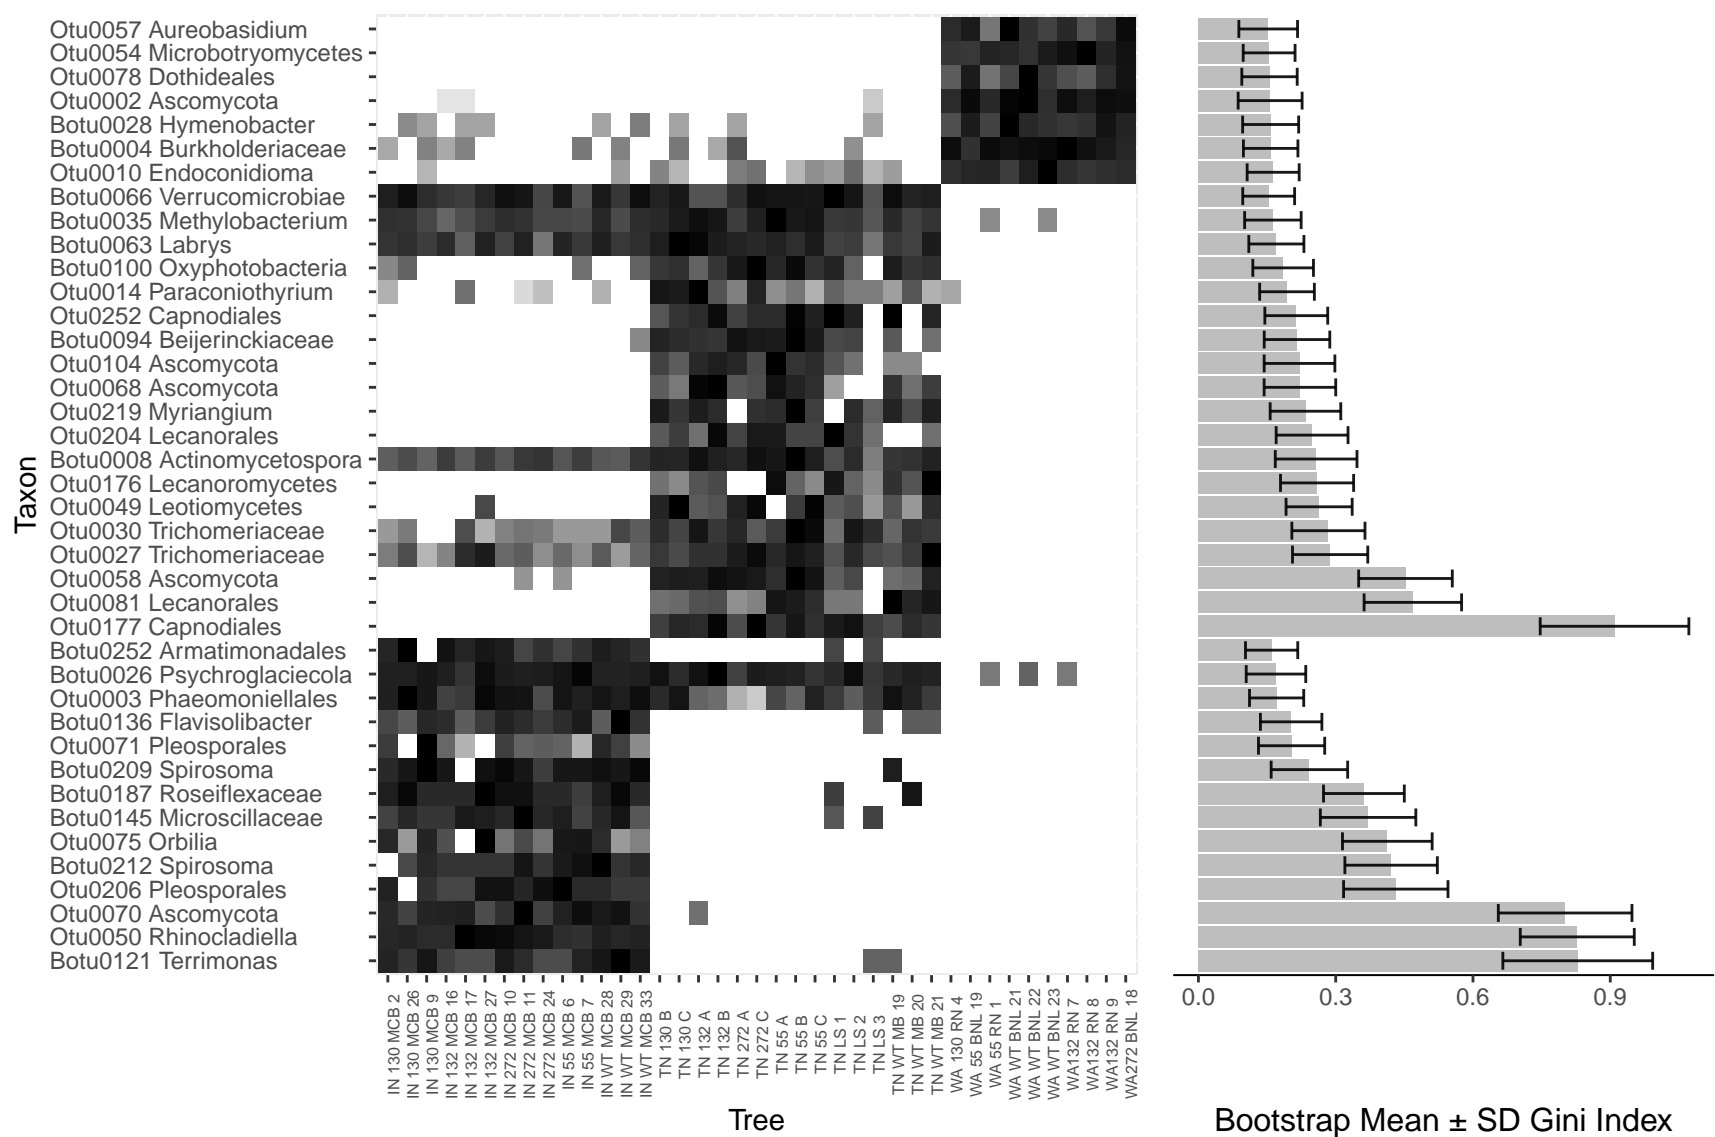 Otu0057 Aureobasidium
Otu0054 Microbotryomycetes
Otu0078 Dothideales
Otu0002 Ascomycota
Botu0028 Hymenobacter
Botu0004 Burkholderiaceae
Otu0010 Endoconidioma
Botu0066 Verrucomicrobiae
Botu0035 Methylobacterium
Botu0063 Labrys
Botu0100 Oxyphotobacteria
Otu0014 Paraconiothyrium
Otu0252 Capnodiales
Botu0094 Beijerinckiaceae
Otu0104 Ascomycota
Otu0068 Ascomycota
Otu0219 Myriangium
Otu0204 Lecanorales
Botu0008 Actinomycetospora
Otu0176 Lecanoromycetes
Otu0049 Leotiomycetes
Otu0030 Trichomeriaceae
Otu0027 Trichomeriaceae
Otu0058 Ascomycota
Otu0081 Lecanorales
Otu0177 Capnodiales
Botu0252 Armatimonadales
Botu0026 Psychroglaciecola
Otu0003 Phaeomoniellales
Botu0136 Flavisolibacter
Otu0071 Pleosporales
Botu0209 Spirosoma
Botu0187 Roseiflexaceae
Botu0145 Microscillaceae
Otu0075 Orbilia
Botu0212 Spirosoma
Otu0206 Pleosporales
Otu0070 Ascomycota
Otu0050 Rhinocladiella
Botu0121 Terrimonas
Taxon
IN 130 MCB 2
IN 130 MCB 26
IN 130 MCB 9
IN 132 MCB 16
IN 132 MCB 17
IN 132 MCB 27
IN 272 MCB 10
IN 272 MCB 11
IN 272 MCB 24
IN 55 MCB 6
IN 55 MCB 7
IN WT MCB 28
IN WT MCB 29
IN WT MCB 33
TN 130 B
TN 130 C
TN 132 A
TN 132 B
TN 272 A
TN 272 C
TN 55 A
TN 55 B
TN 55 C
TN LS 1
TN LS 2
TN LS 3
TN WT MB 19
TN WT MB 20
TN WT MB 21
WA 130 RN 4
WA 55 BNL 19
WA 55 RN 1
WA WT BNL 21
WA WT BNL 22
WA WT BNL 23
WA132 RN 7
WA132 RN 8
WA132 RN 9
WA272 BNL 18
Tree
0.0 0.3 0.6 0.9
Bootstrap Mean ± SD Gini Index